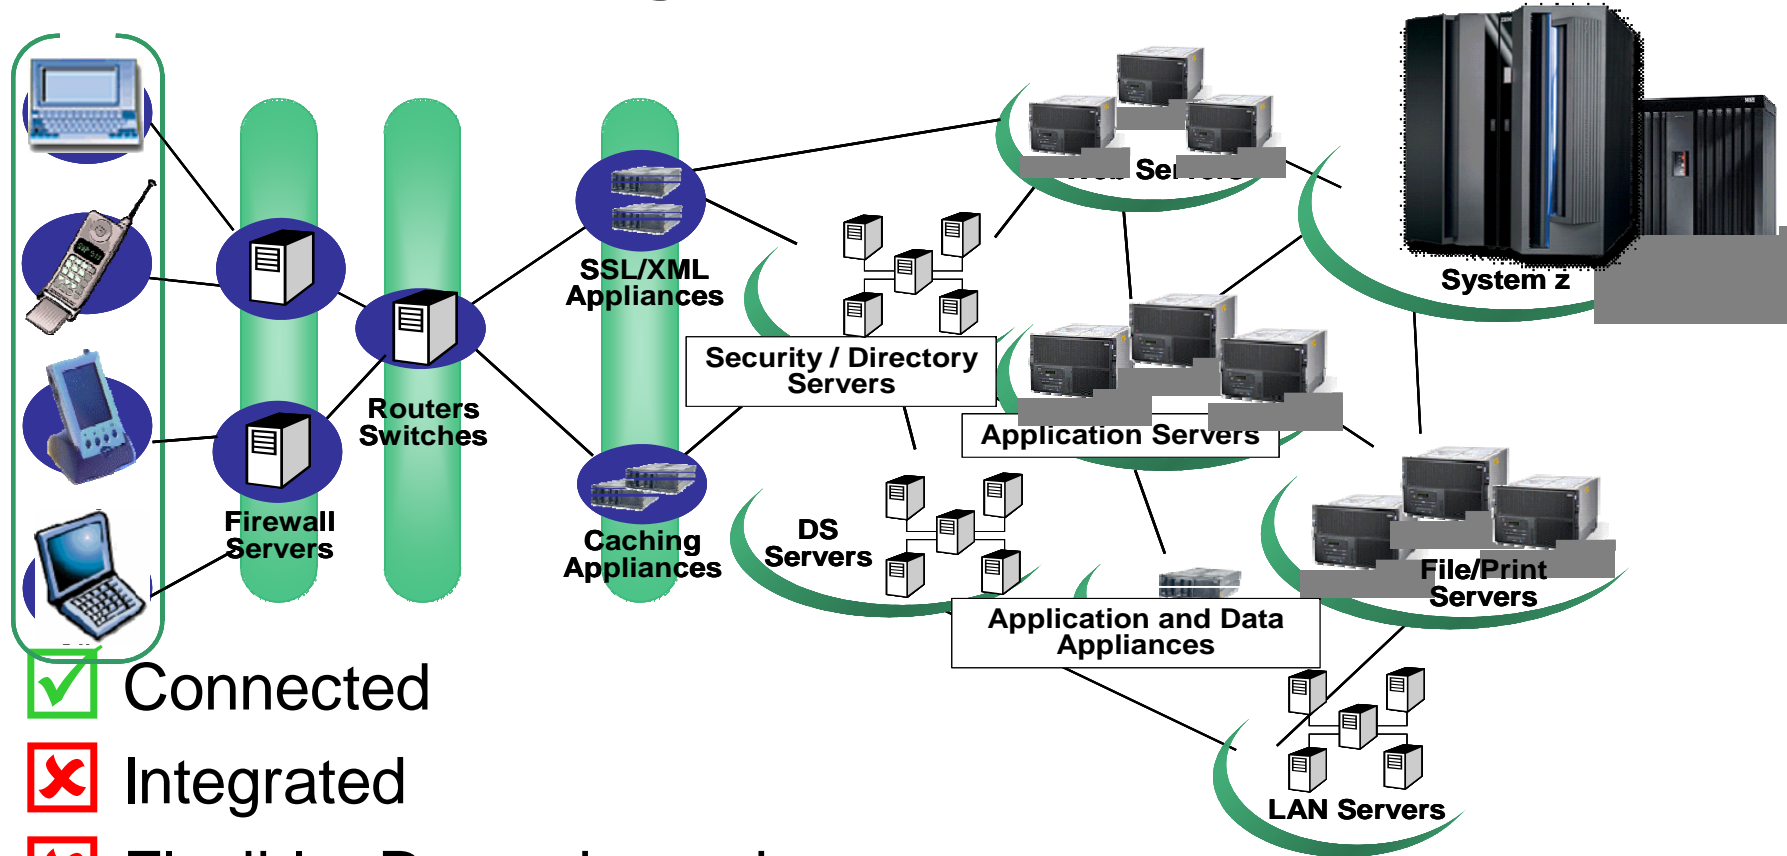 SSL/XML
Appliances
System z
Security / Directory
Servers
Routers
Switches
Application Servers
Firewall
Servers
Caching
Appliances
DS
Servers
File/Print
Servers
Application and Data
Appliances
Connected
Integrated
LAN Servers